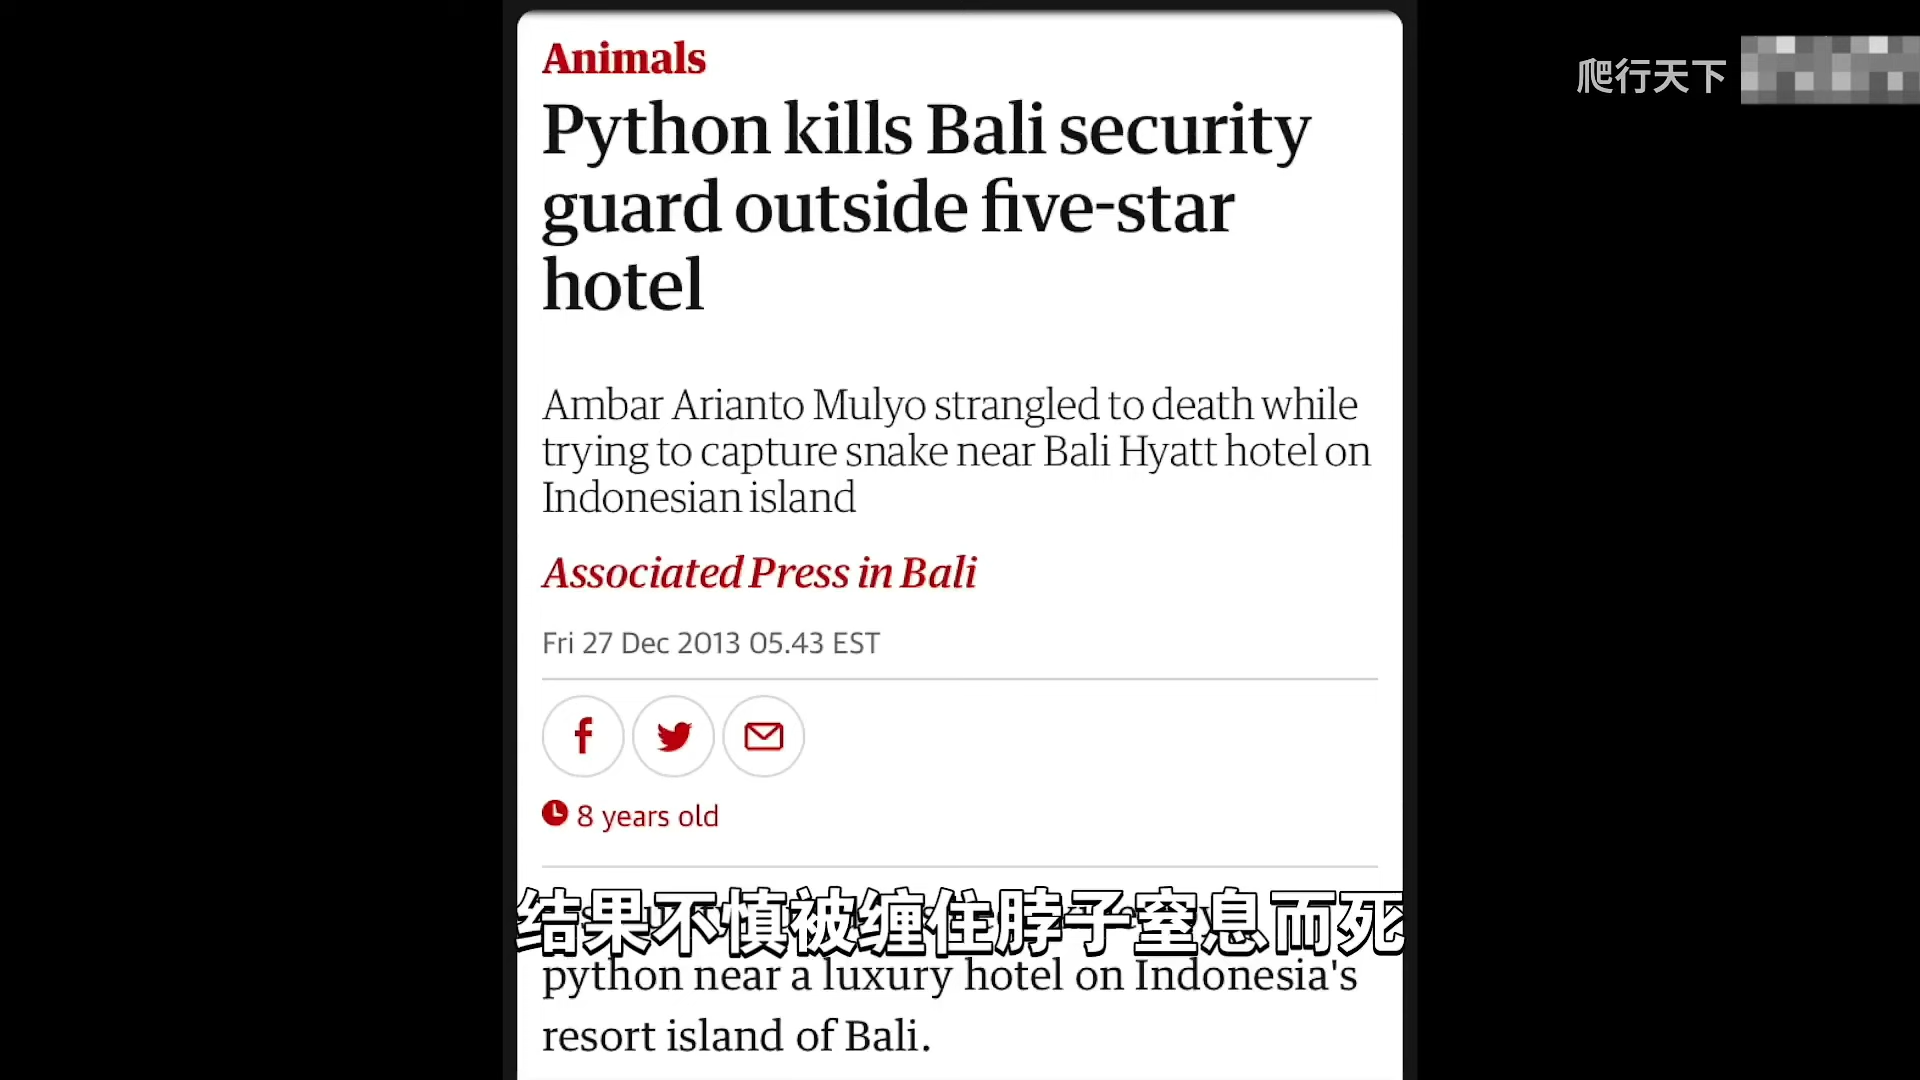 Animals
爬行天下
Python kills Bali security
guard outside five-star
hotel
Ambar Arianto Mulyo strangled to death while
trying to capture snake near Bali Hyatt hotel on
Indonesian island
Associated Press in Bali
Fri 27 Dec 2013 05.43 EST
8 years old
结果不慎被缠住脖子窒息而死
python near a luxury hotel on Indonesia's
resort island of Bali.